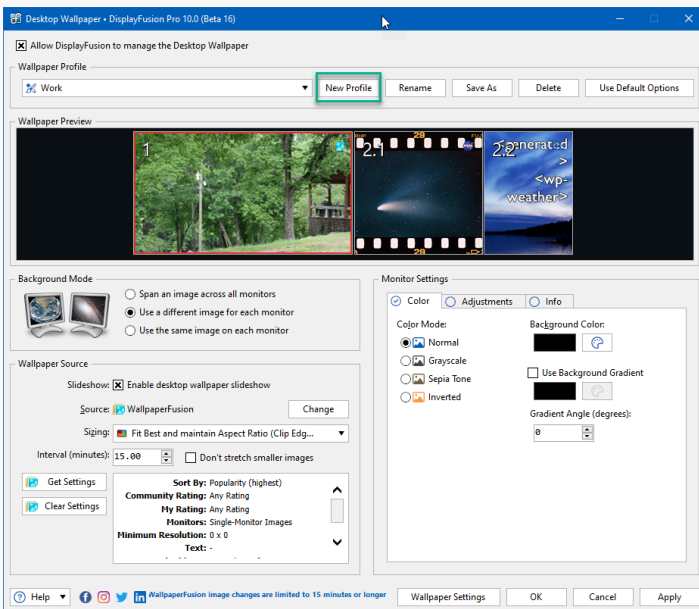 Desktop Wallpaper • DisplayFusion Pro 10.0 (Beta 16)
Allow DisplayFusion to manage the Desktop Wallpaper
Wallpaper Profile
Work
New Profile
Rename
Save As
Delete
Use Default Options
Wallpaper Preview
1
29
2.1
29
2.2
<generated
>
<wp-
weather>
Background Mode
Span an image across all monitors
Use a different image for each monitor
Use the same image on each monitor
Wallpaper Source
Slideshow: Enable desktop wallpaper slideshow
Source: WallpaperFusion
Change
Sizing: Fit Best and maintain Aspect Ratio (Clip Edg...
Interval (minutes): 15.00
Don't stretch smaller images
Get Settings
Clear Settings
Sort By: Popularity (highest)
Community Rating: Any Rating
My Rating: Any Rating
Monitors: Single-Monitor Images
Minimum Resolution: 0 x 0
Text: -
Monitor Settings
Color
Adjustments
Info
Color Mode:
Normal
Grayscale
Sepia Tone
Inverted
Background Color:
Use Background Gradient
Gradient Angle (degrees):
0
Help
WallpaperFusion image changes are limited to 15 minutes or longer
Wallpaper Settings
OK
Cancel
Apply